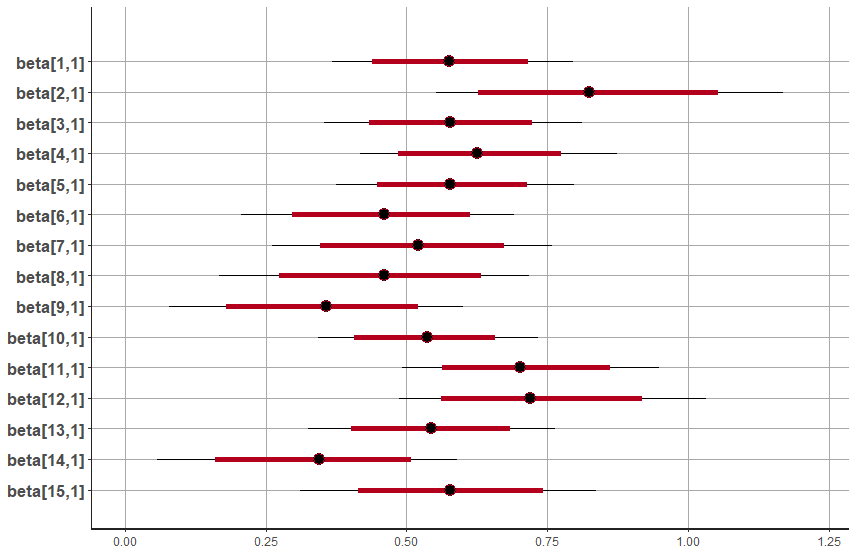 beta[1,1]
beta[2,1]
beta[3,1]
beta[4,1]
beta[5,1]
beta[6,1]
beta[7,1]
beta[8,1]
beta[9,1]
beta[10,1]
beta[11,1]
beta[12,1]
beta[13,1]
beta[14,1]
beta[15,1]
0.00 0.25 0.50 0.75 1.00 1.25